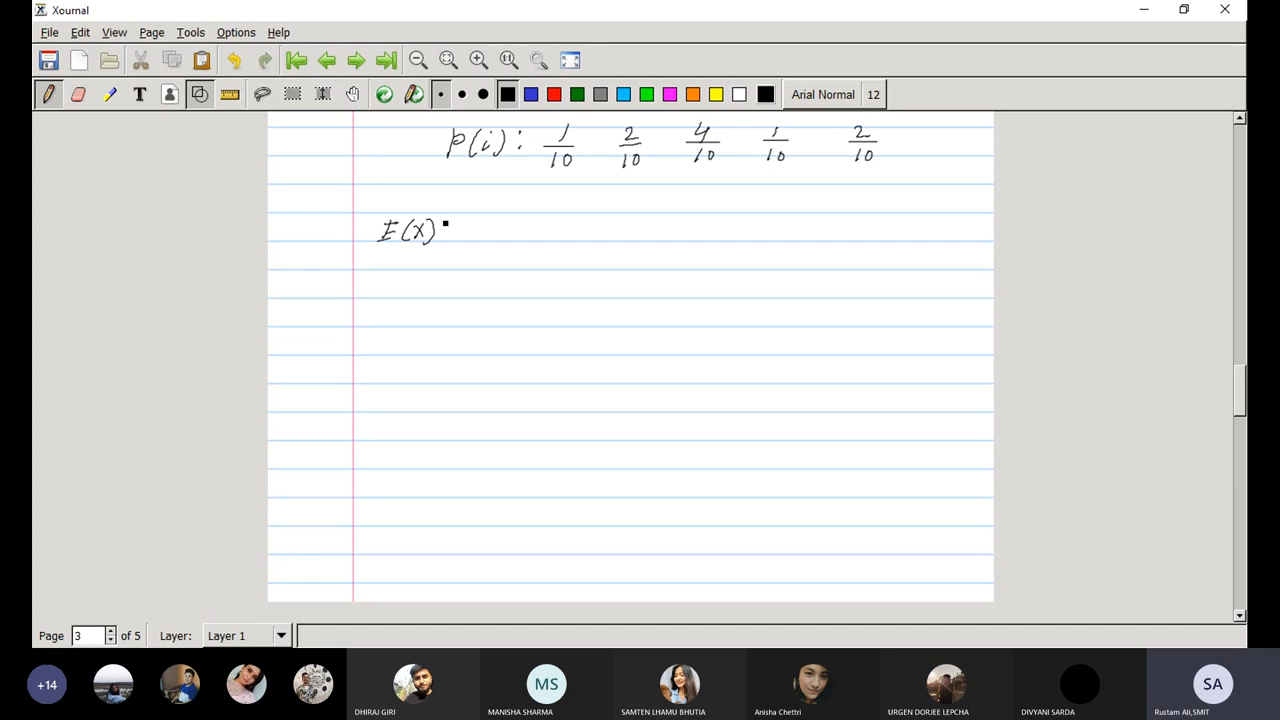 Xournal
File Edit View Page Tools Options Help
Arial Normal 12
p(i): 1/10 2/10 4/10 1/10 2/10
E(X)
Page 3 of 5 Layer: Layer 1
+14 DHIRAJ GIRI MS MANISHA SHARMA SAMTEN LHAMU BHUTIA Anisha Chettri URGEN DORJEE LEPCHA DIVYANI SARDA SA Rustam Ali,SMIT